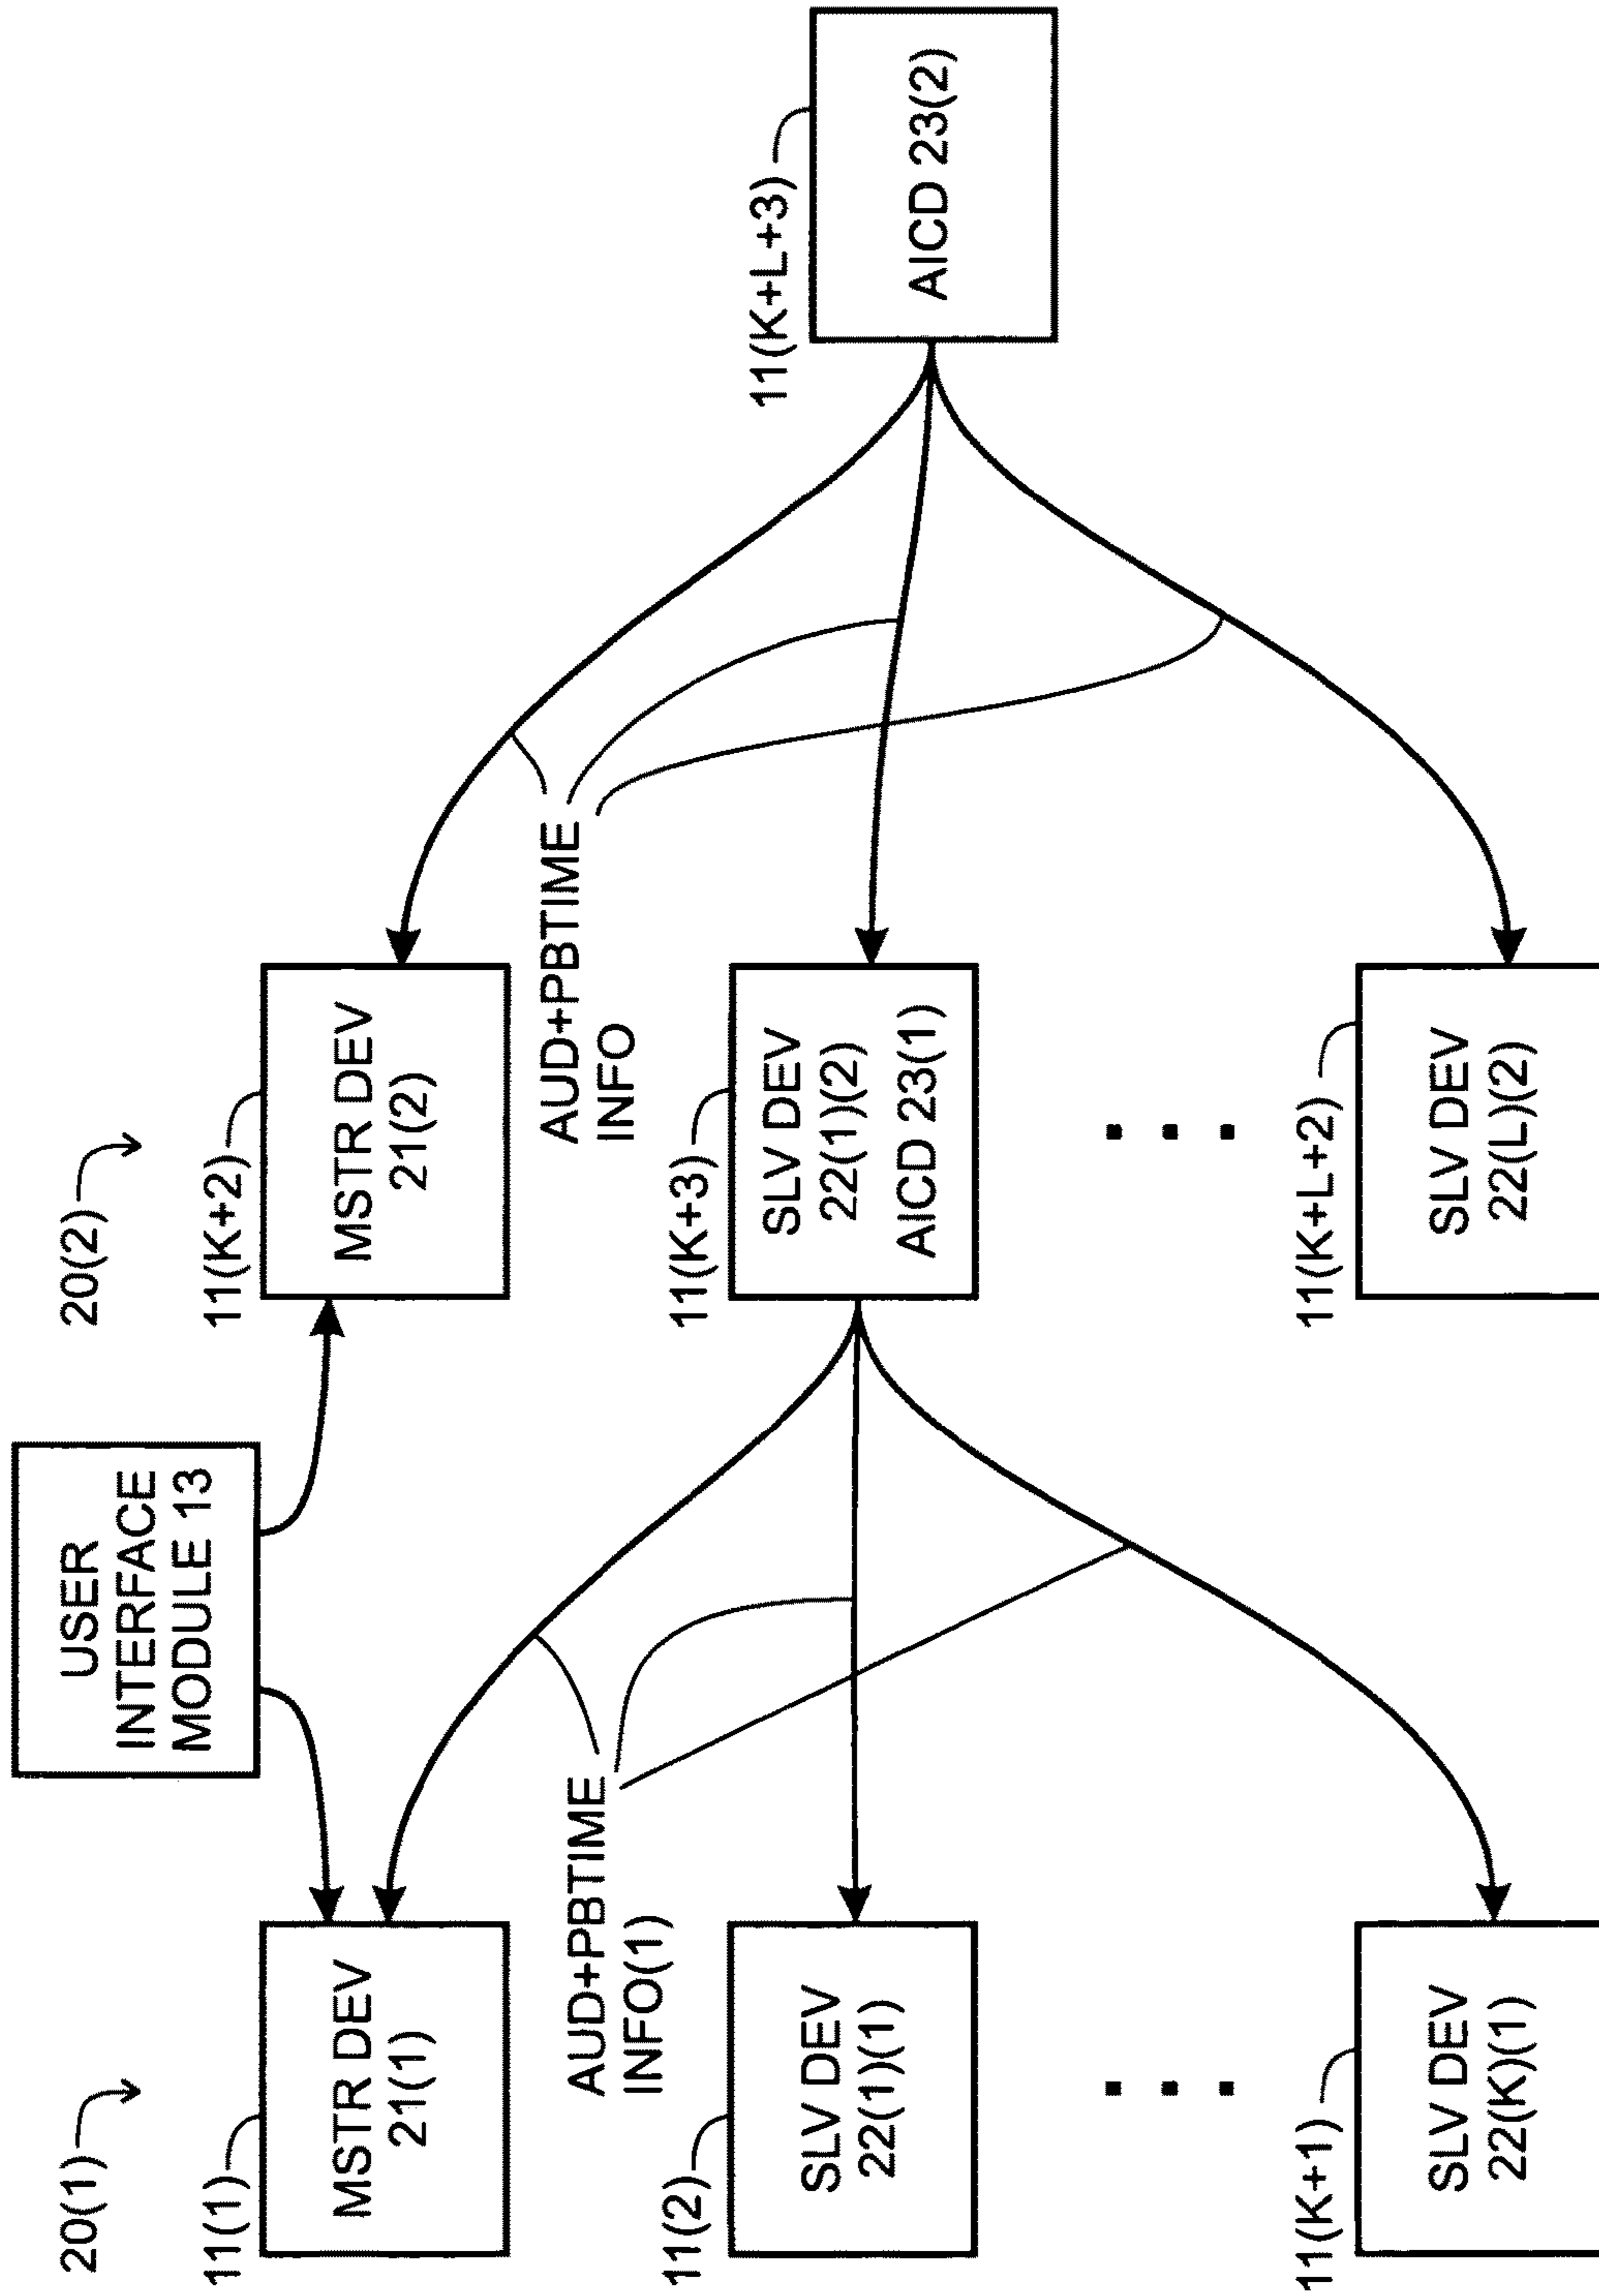 USER
INTERFACE
MODULE 13
20(1)
20(2)
11(1)
MSTR DEV
21(1)
11(K+2)
MSTR DEV
21(2)
AUD+PBTIME
INFO(1)
AUD+PBTIME
INFO
11(2)
SLV DEV
22(1)(1)
11(K+3)
SLV DEV
22(1)(2)
AICD 23(1)
11(K+L+3)
AICD 23(2)
11(K+1)
SLV DEV
22(K)(1)
11(K+L+2)
SLV DEV
22(L)(2)